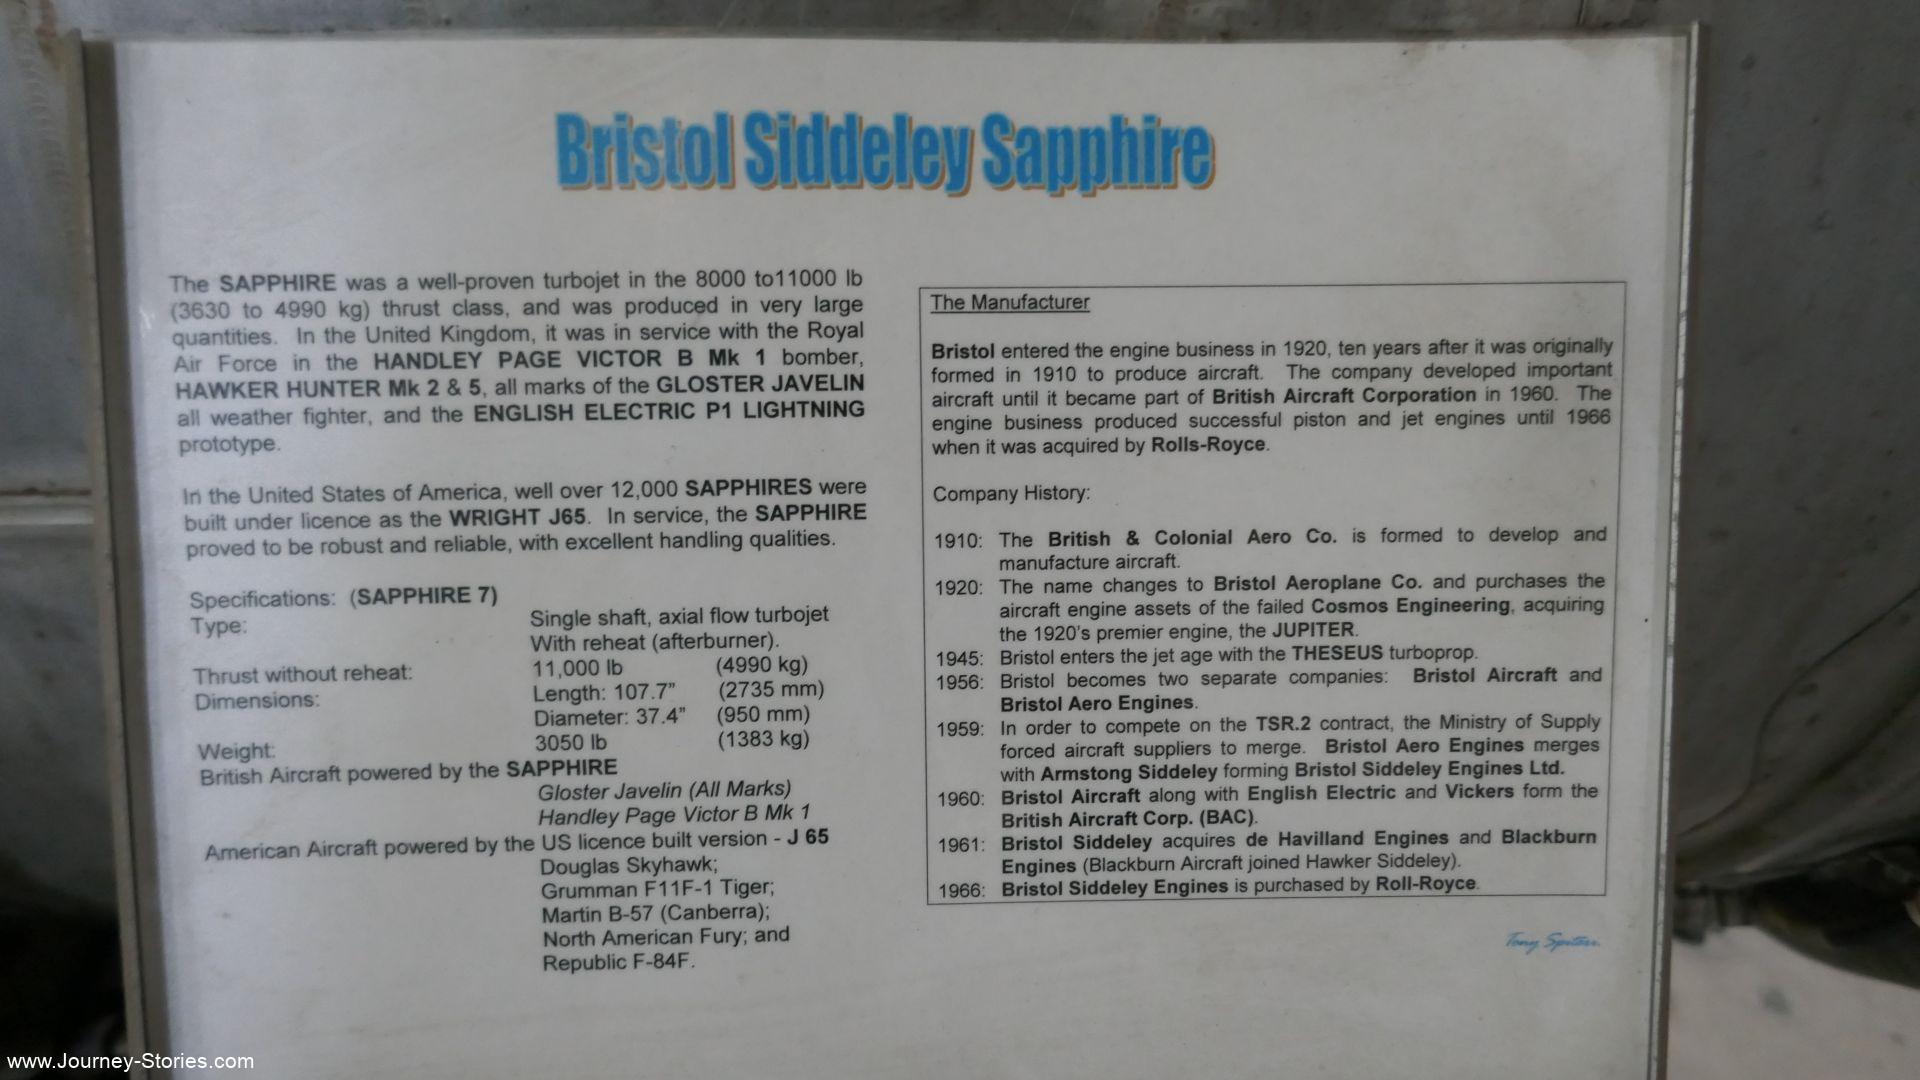 Bristol Siddeley Sapphire
The SAPPHIRE was a well-proven turbojet in the 8000 to11000 lb
(3630 to 4990 kg) thrust class, and was produced in very large
quantities. In the United Kingdom, it was in service with the Royal
Air Force in the HANDLEY PAGE VICTOR B Mk 1 bomber,
HAWKER HUNTER Mk 2 & 5, all marks of the GLOSTER JAVELIN
all weather fighter, and the ENGLISH ELECTRIC P1 LIGHTNING
prototype.
In the United States of America, well over 12,000 SAPPHIRES were
built under licence as the WRIGHT J65. In service, the SAPPHIRE
proved to be robust and reliable, with excellent handling qualities.
Specifications: (SAPPHIRE 7)
Type: Single shaft, axial flow turbojet
With reheat (afterburner).
Thrust without reheat: 11,000 lb (4990 kg)
Dimensions: Length: 107.7" (2735 mm)
Diameter: 37.4" (950 mm)
Weight: 3050 lb (1383 kg)
British Aircraft powered by the SAPPHIRE
Gloster Javelin (All Marks)
Handley Page Victor B Mk 1
American Aircraft powered by the US licence built version - J 65
Douglas Skyhawk;
Grumman F11F-1 Tiger;
Martin B-57 (Canberra);
North American Fury; and
Republic F-84F.
The Manufacturer
Bristol entered the engine business in 1920, ten years after it was originally
formed in 1910 to produce aircraft. The company developed important
aircraft until it became part of British Aircraft Corporation in 1960. The
engine business produced successful piston and jet engines until 1966
when it was acquired by Rolls-Royce.
Company History:
1910: The British & Colonial Aero Co. is formed to develop and
manufacture aircraft.
1920: The name changes to Bristol Aeroplane Co. and purchases the
aircraft engine assets of the failed Cosmos Engineering, acquiring
the 1920's premier engine, the JUPITER.
1945: Bristol enters the jet age with the THESEUS turboprop.
1956: Bristol becomes two separate companies: Bristol Aircraft and
Bristol Aero Engines.
1959: In order to compete on the TSR.2 contract, the Ministry of Supply
forced aircraft suppliers to merge. Bristol Aero Engines merges
with Armstong Siddeley forming Bristol Siddeley Engines Ltd.
1960: Bristol Aircraft along with English Electric and Vickers form the
British Aircraft Corp. (BAC).
1961: Bristol Siddeley acquires de Havilland Engines and Blackburn
Engines (Blackburn Aircraft joined Hawker Siddeley).
1966: Bristol Siddeley Engines is purchased by Roll-Royce.
Tony
www.Journey-Stories.com